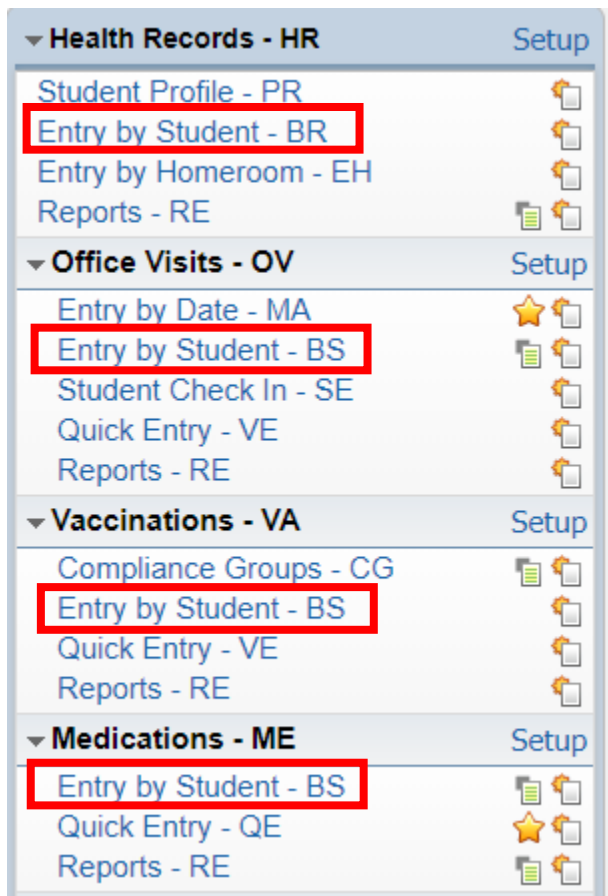 Health Records - HR Setup
Student Profile - PR
Entry by Student - BR
Entry by Homeroom - EH
Reports - RE
Office Visits - OV Setup
Entry by Date - MA
Entry by Student - BS
Student Check In - SE
Quick Entry - VE
Reports - RE
Vaccinations - VA Setup
Compliance Groups - CG
Entry by Student - BS
Quick Entry - VE
Reports - RE
Medications - ME Setup
Entry by Student - BS
Quick Entry - QE
Reports - RE